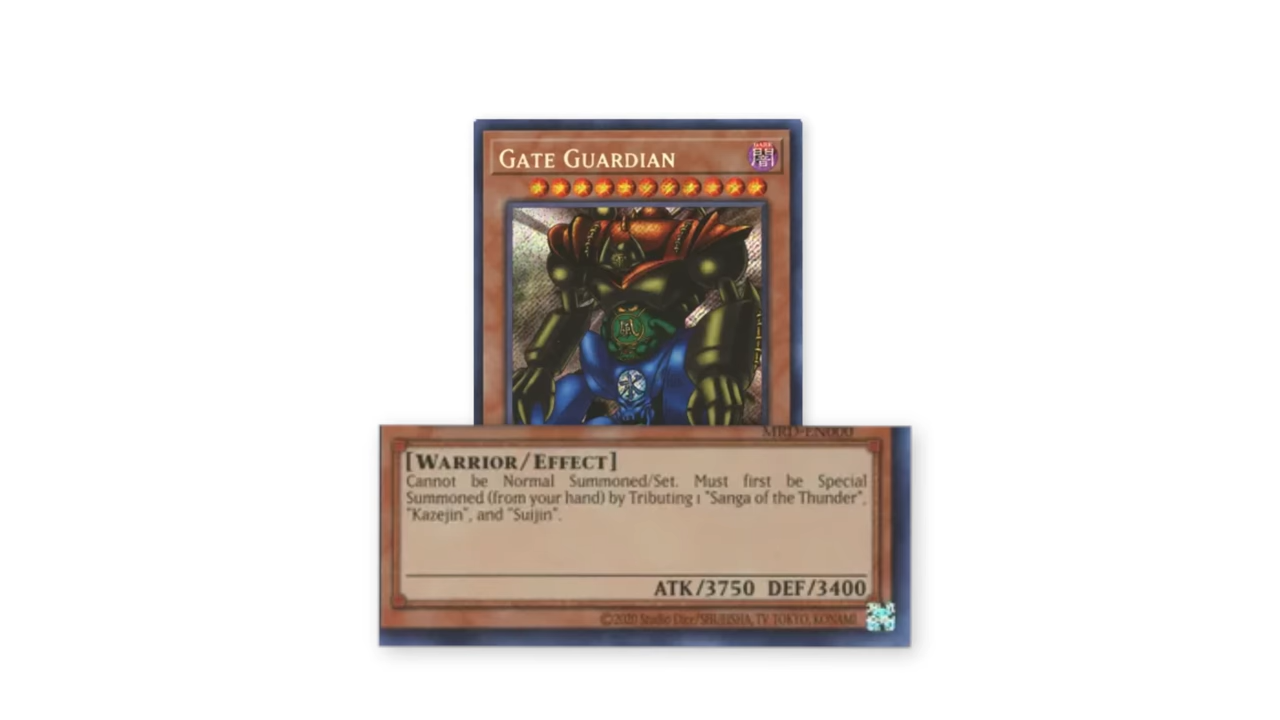 GATE GUARDIAN
DARK
闇
風
MRD-EN000
[WARRIOR/EFFECT]
Cannot be Normal Summoned/Set. Must first be Special
Summoned (from your hand) by Tributing 1 "Sanga of the Thunder",
"Kazejin", and "Suijin".
ATK/3750 DEF/3400
©2020 Studio Dice/SHUEISHA, TV TOKYO, KONAMI